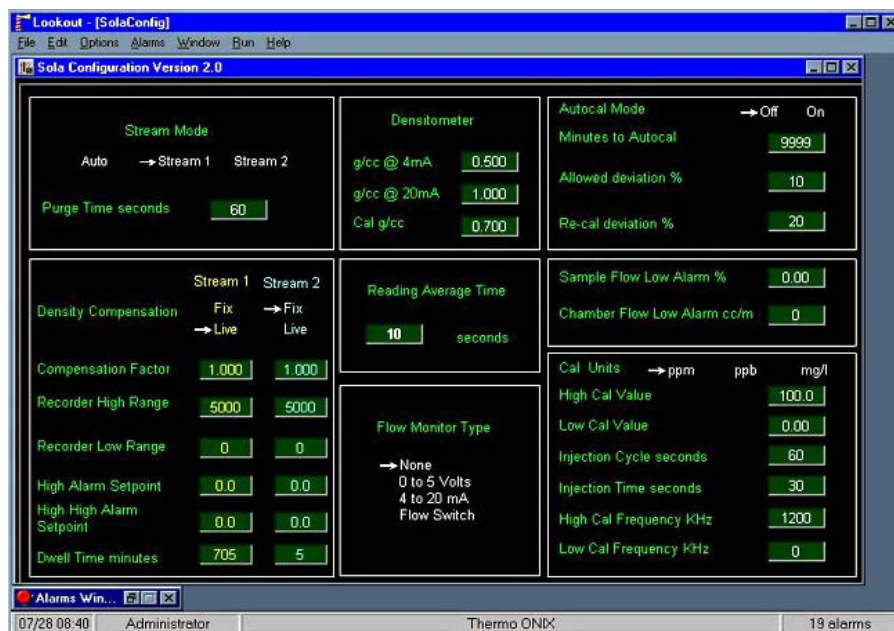 Lookout - [SolaConfig]
File Edit Options Alarms Window Run Help
Sola Configuration Version 2.0
Stream Mode
Auto →Stream 1 Stream 2
Purge Time seconds 60
Densitometer
g/cc @ 4mA 0.500
g/cc @ 20mA 1.000
Cal g/cc 0.700
Autocal Mode →Off On
Minutes to Autocal 9999
Allowed deviation % 10
Re-cal deviation % 20
Stream 1 Stream 2
Density Compensation Fix →Fix
→Live Live
Compensation Factor 1.000 1.000
Recorder High Range 5000 5000
Recorder Low Range 0 0
High Alarm Setpoint 0.0 0.0
High High Alarm
Setpoint 0.0 0.0
Dwell Time minutes 705 5
Reading Average Time
10 seconds
Flow Monitor Type
→None
0 to 5 Volts
4 to 20 mA
Flow Switch
Sample Flow Low Alarm % 0.00
Chamber Flow Low Alarm cc/m 0
Cal Units →ppm ppb mg/l
High Cal Value 100.0
Low Cal Value 0.00
Injection Cycle seconds 60
Injection Time seconds 30
High Cal Frequency KHz 1200
Low Cal Frequency KHz 0
Alarms Win...
07/28 08:40 Administrator Thermo ONIX 19 alarms